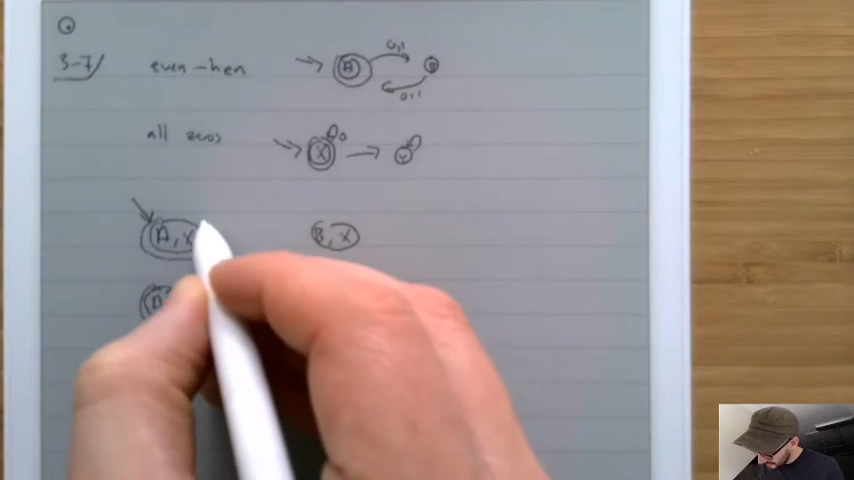 3-7/ even-len A 0,1 B
0,1
all zeros X 0 Y
A, X B, X
A